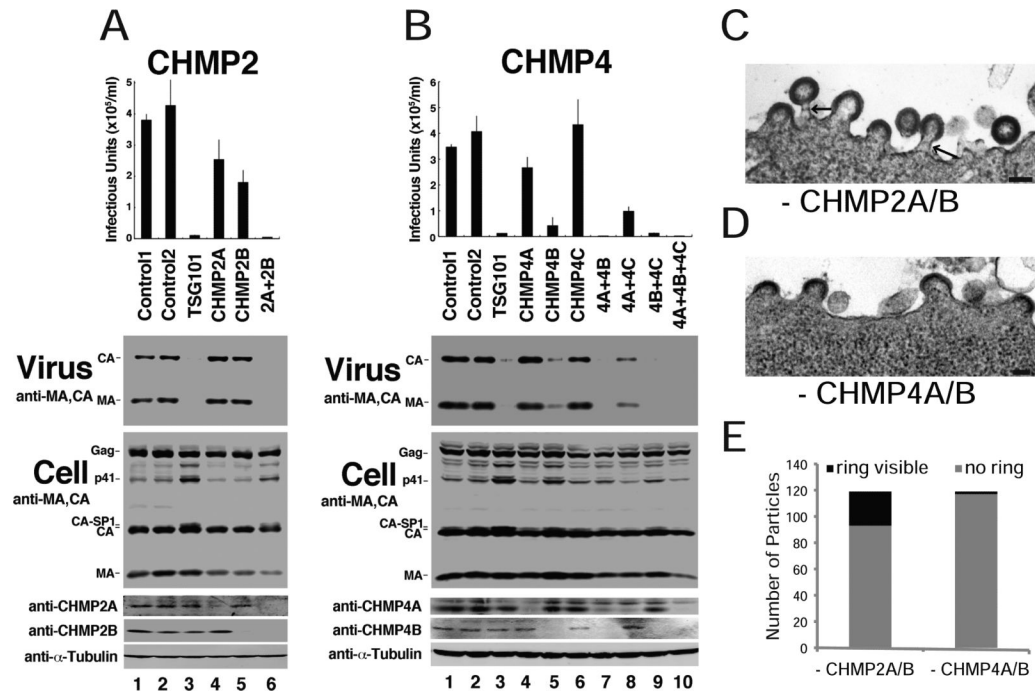 A
CHMP2
Infectious Units (x10⁵/ml)
5
4
3
2
1
0
Control1
Control2
TSG101
CHMP2A
CHMP2B
2A+2B
Virus
anti-MA,CA
CA
MA
Cell
anti-MA,CA
Gag
p41
CA-SP1
CA
MA
anti-CHMP2A
anti-CHMP2B
anti-α-Tubulin
1 2 3 4 5 6
B
CHMP4
Infectious Units (x10⁵/ml)
6
5
4
3
2
1
0
Control1
Control2
TSG101
CHMP4A
CHMP4B
CHMP4C
4A+4B
4A+4C
4B+4C
4A+4B+4C
Virus
anti-MA,CA
CA
MA
Cell
anti-MA,CA
Gag
p41
CA-SP1
CA
MA
anti-CHMP4A
anti-CHMP4B
anti-α-Tubulin
1 2 3 4 5 6 7 8 9 10
C
- CHMP2A/B
D
- CHMP4A/B
E
ring visible no ring
Number of Particles
140
120
100
80
60
40
20
0
- CHMP2A/B - CHMP4A/B